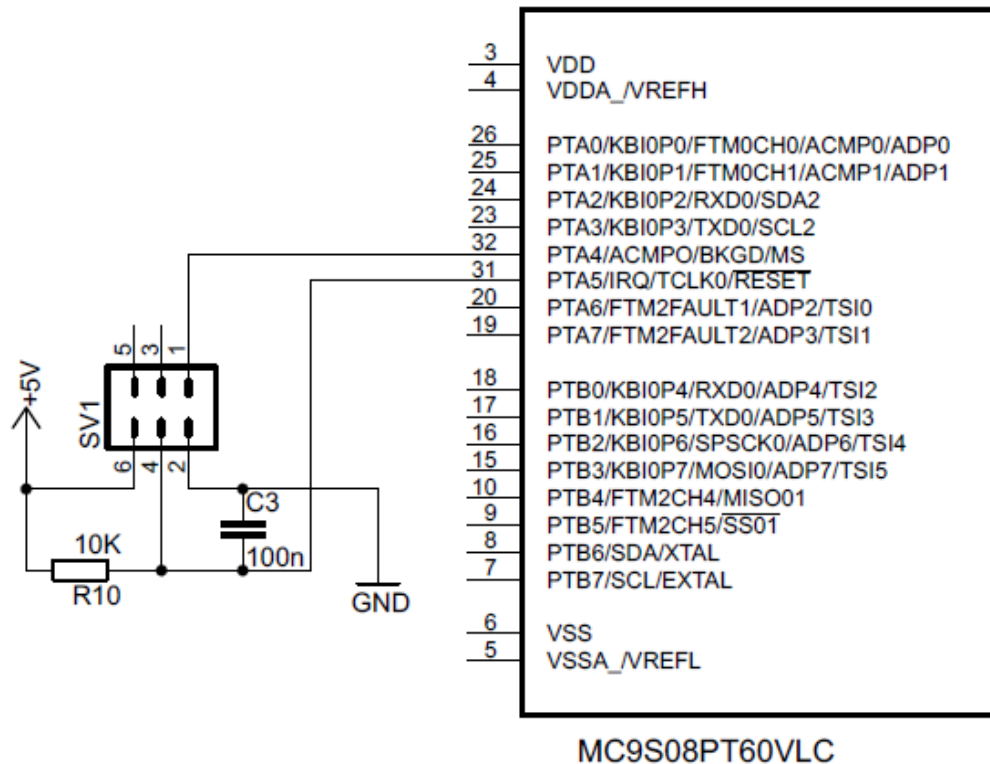 3 VDD
4 VDDA_/VREFH
26 PTA0/KBI0P0/FTM0CH0/ACMP0/ADP0
25 PTA1/KBI0P1/FTM0CH1/ACMP1/ADP1
24 PTA2/KBI0P2/RXD0/SDA2
23 PTA3/KBI0P3/TXD0/SCL2
32 PTA4/ACMPO/BKGD/MS
31 PTA5/IRQ/TCLK0/RESET
20 PTA6/FTM2FAULT1/ADP2/TSI0
19 PTA7/FTM2FAULT2/ADP3/TSI1
18 PTB0/KBI0P4/RXD0/ADP4/TSI2
17 PTB1/KBI0P5/TXD0/ADP5/TSI3
16 PTB2/KBI0P6/SPSCK0/ADP6/TSI4
15 PTB3/KBI0P7/MOSI0/ADP7/TSI5
10 PTB4/FTM2CH4/MISO01
9 PTB5/FTM2CH5/SS01
8 PTB6/SDA/XTAL
7 PTB7/SCL/EXTAL
6 VSS
5 VSSA_/VREFL
MC9S08PT60VLC
5 3 1
+5V
SV1
6 4 2
C3
100n
10K
R10
GND